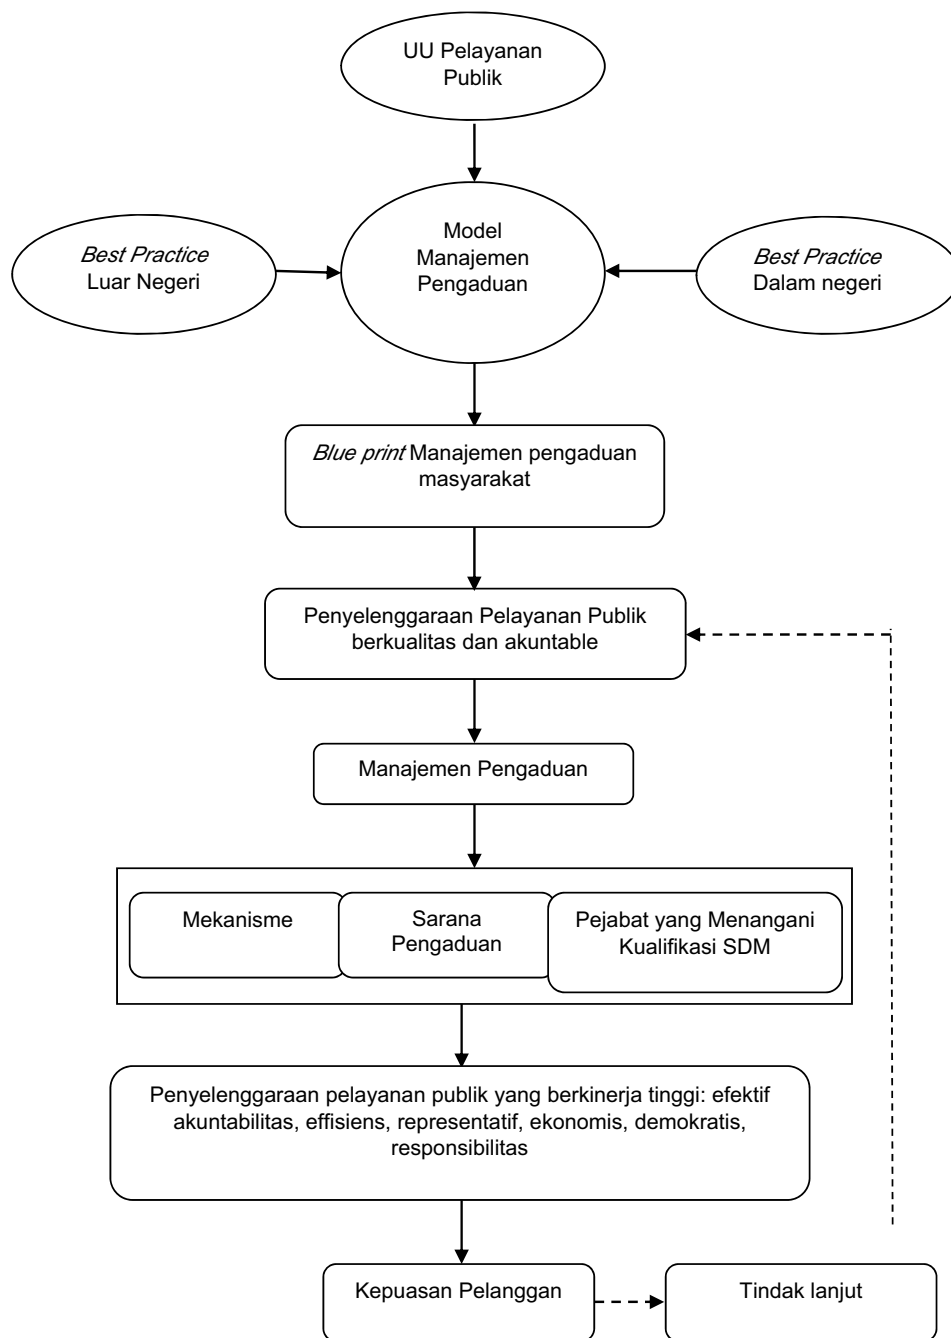 UU Pelayanan
Publik
Model
Manajemen
Pengaduan
Best Practice
Luar Negeri
Best Practice
Dalam negeri
Blue print Manajemen pengaduan
masyarakat
Penyelenggaraan Pelayanan Publik
berkualitas dan akuntable
Manajemen Pengaduan
Mekanisme
Sarana
Pengaduan
Pejabat yang Menangani
Kualifikasi SDM
Penyelenggaraan pelayanan publik yang berkinerja tinggi: efektif
akuntabilitas, effisiens, representatif, ekonomis, demokratis,
responsibilitas
Kepuasan Pelanggan
Tindak lanjut